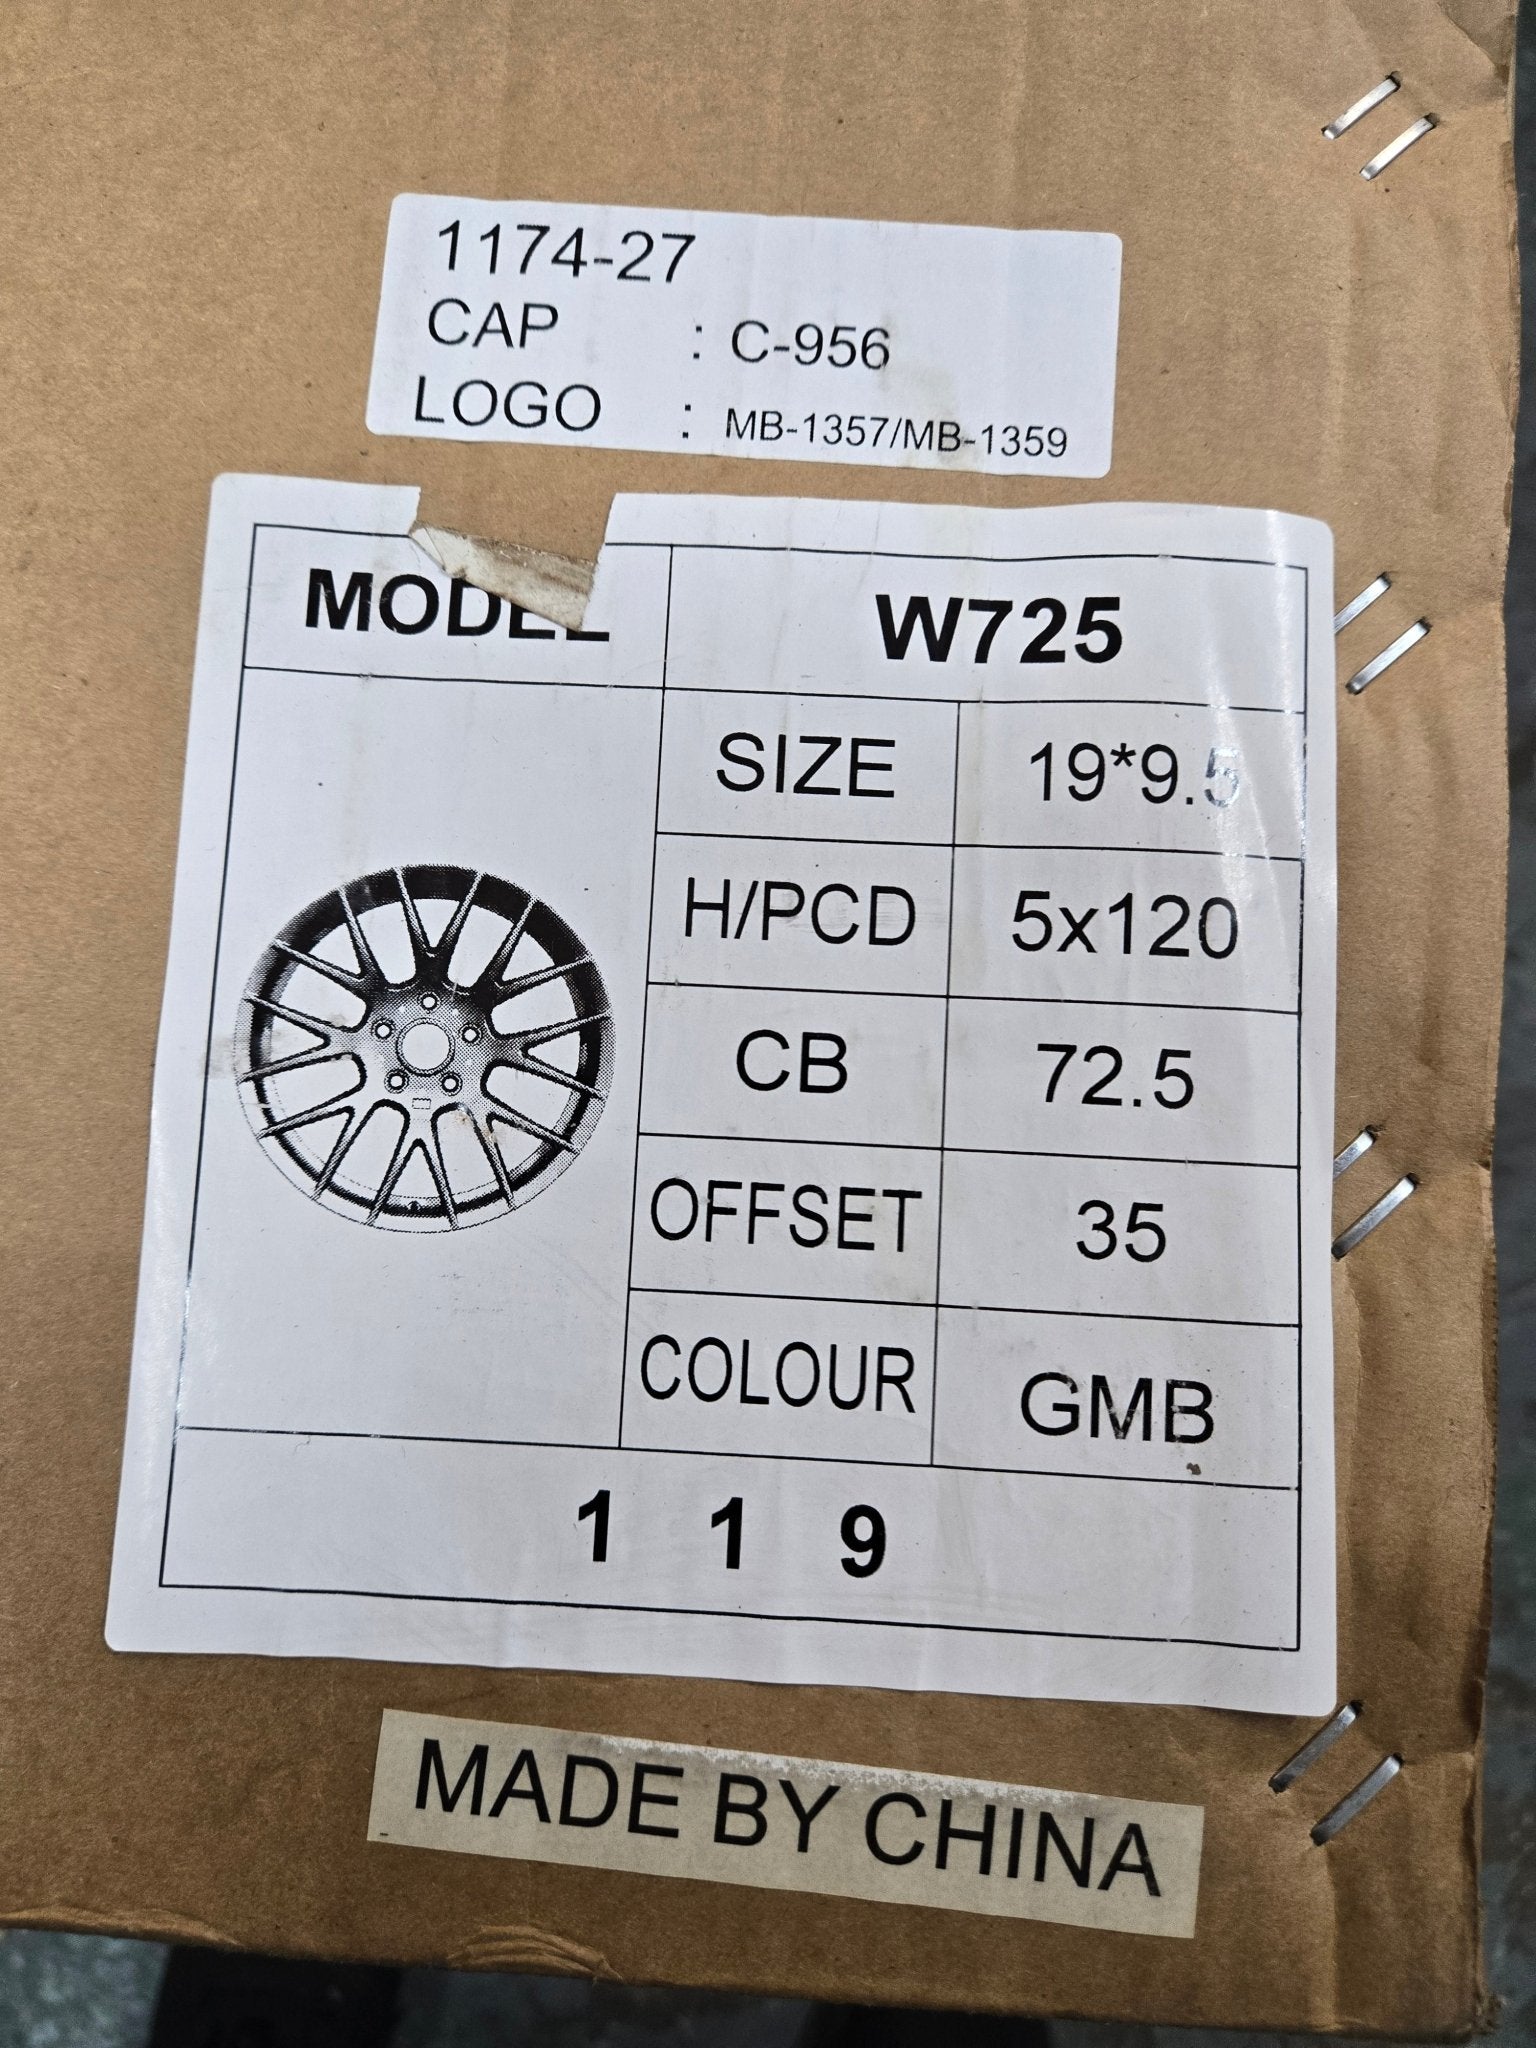 1174-27
CAP : C-956
LOGO : MB-1357/MB-1359
MODEL W725
SIZE 19*9.5
H/PCD 5x120
CB 72.5
OFFSET 35
COLOUR GMB
1 1 9
MADE BY CHINA